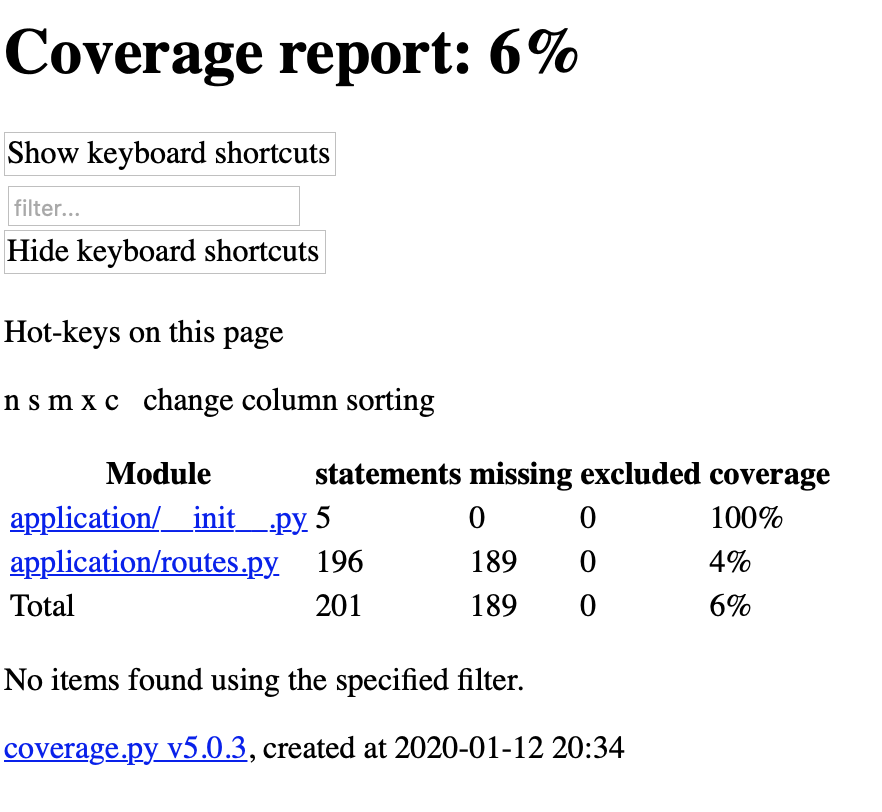 Coverage report: 6%
Show keyboard shortcuts
filter...
Hide keyboard shortcuts
Hot-keys on this page
n s m x c change column sorting
Module statements missing excluded coverage
application/__init__.py 5 0 0 100%
application/routes.py 196 189 0 4%
Total 201 189 0 6%
No items found using the specified filter.
coverage.py v5.0.3, created at 2020-01-12 20:34